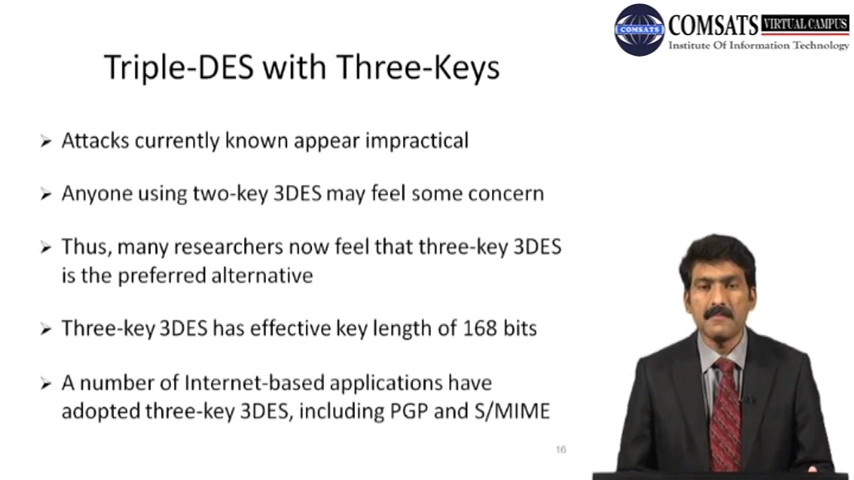 COMSATS
COMSATS VIRTUAL CAMPUS
Institute Of Information Technology
Triple-DES with Three-Keys
➢ Attacks currently known appear impractical
➢ Anyone using two-key 3DES may feel some concern
➢ Thus, many researchers now feel that three-key 3DES
is the preferred alternative
➢ Three-key 3DES has effective key length of 168 bits
➢ A number of Internet-based applications have
adopted three-key 3DES, including PGP and S/MIME
16